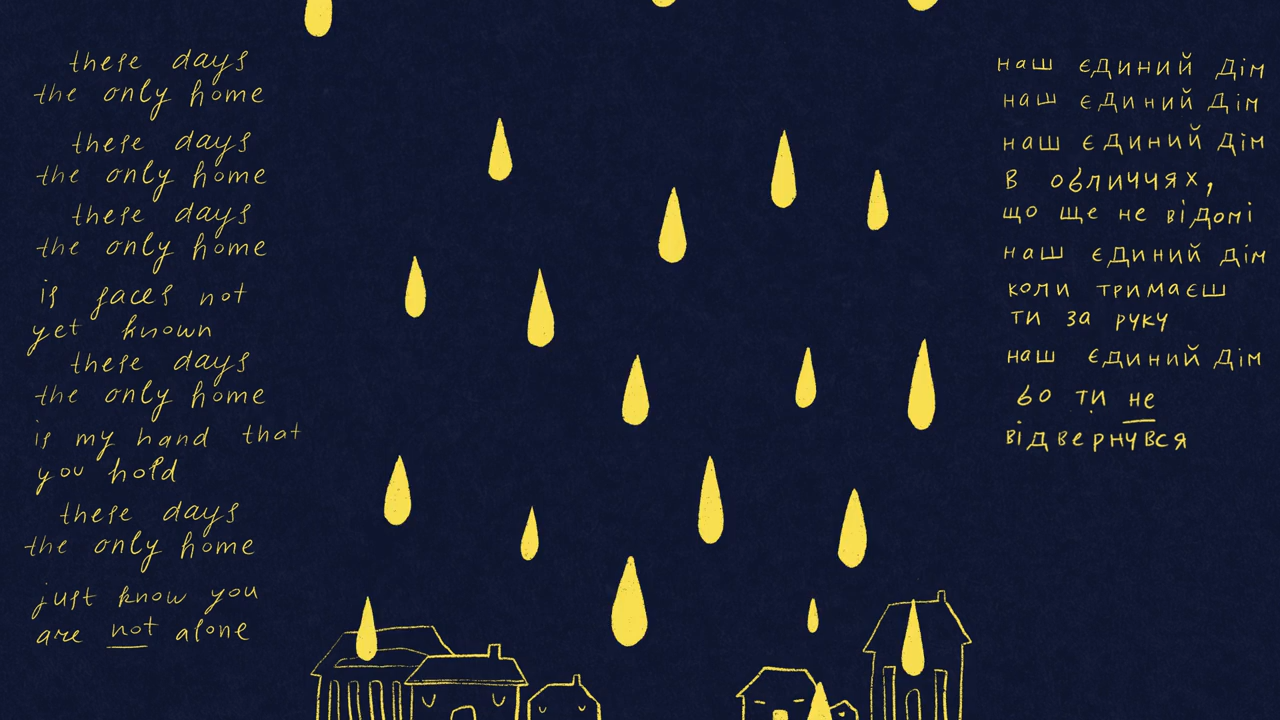 these days
the only home
these days
the only home
these days
the only home
is faces not
yet known
these days
the only home
is my hand that
you hold
these days
the only home
just know you
are not alone
наш єдиний дім
наш єдиний дім
наш єдиний дім
в обличчях,
що ще не відомі
наш єдиний дім
коли тримаєш
ти за руку
наш єдиний дім
бо ти не
відвернувся